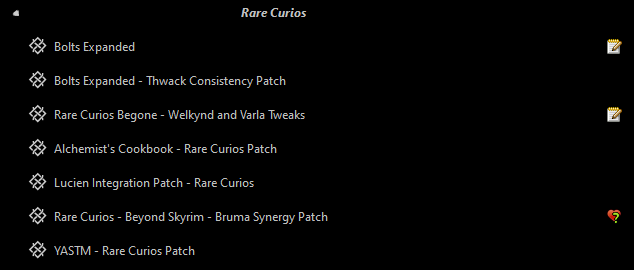 Rare Curios
Bolts Expanded
Bolts Expanded - Thwack Consistency Patch
Rare Curios Begone - Welkynd and Varla Tweaks
Alchemist's Cookbook - Rare Curios Patch
Lucien Integration Patch - Rare Curios
Rare Curios - Beyond Skyrim - Bruma Synergy Patch
YASTM - Rare Curios Patch